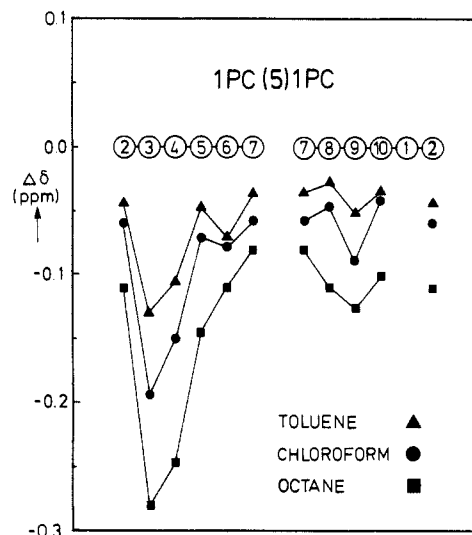 0.1
1PC (5) 1PC
0.0
② ③ ④ ⑤ ⑥ ⑦ ⑦ ⑧ ⑨ ⑩ ① ②
Δδ
(ppm)
-0.1
-0.2
TOLUENE
CHLOROFORM
OCTANE
-0.3